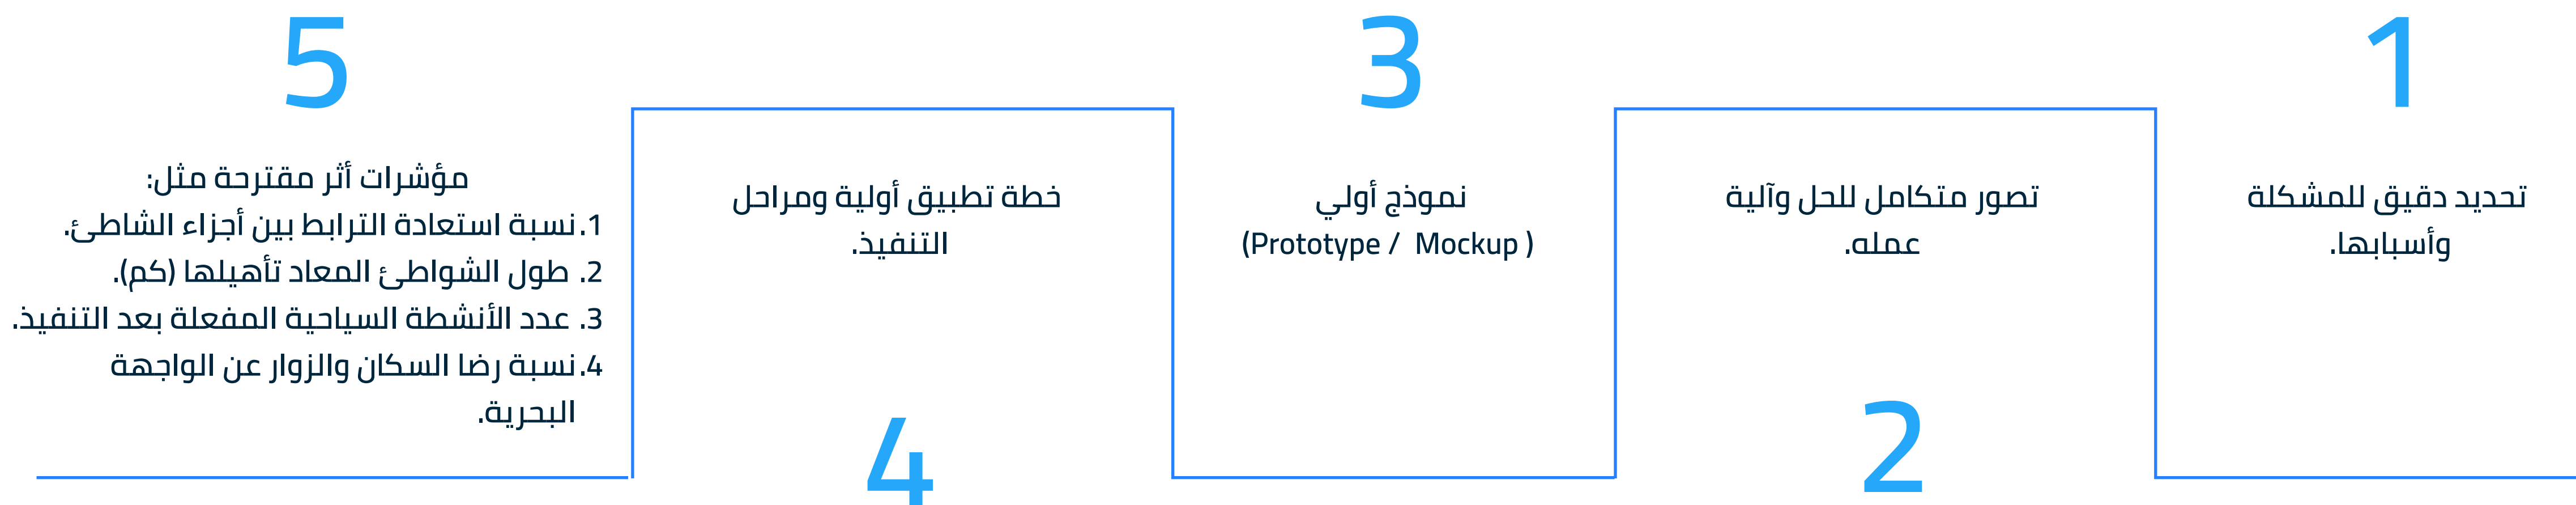 1
تحديد دقيق للمشكلة
وأسبابها.
2
تصور متكامل للحل وآلية
عمله.
3
نموذج أولي
(Prototype / Mockup )
4
خطة تطبيق أولية ومراحل
التنفيذ.
5
مؤشرات أثر مقترحة مثل:
1. نسبة استعادة الترابط بين أجزاء الشاطئ.
2. طول الشواطئ المعاد تأهيلها (كم).
3. عدد الأنشطة السياحية المفعلة بعد التنفيذ.
4. نسبة رضا السكان والزوار عن الواجهة
البحرية.